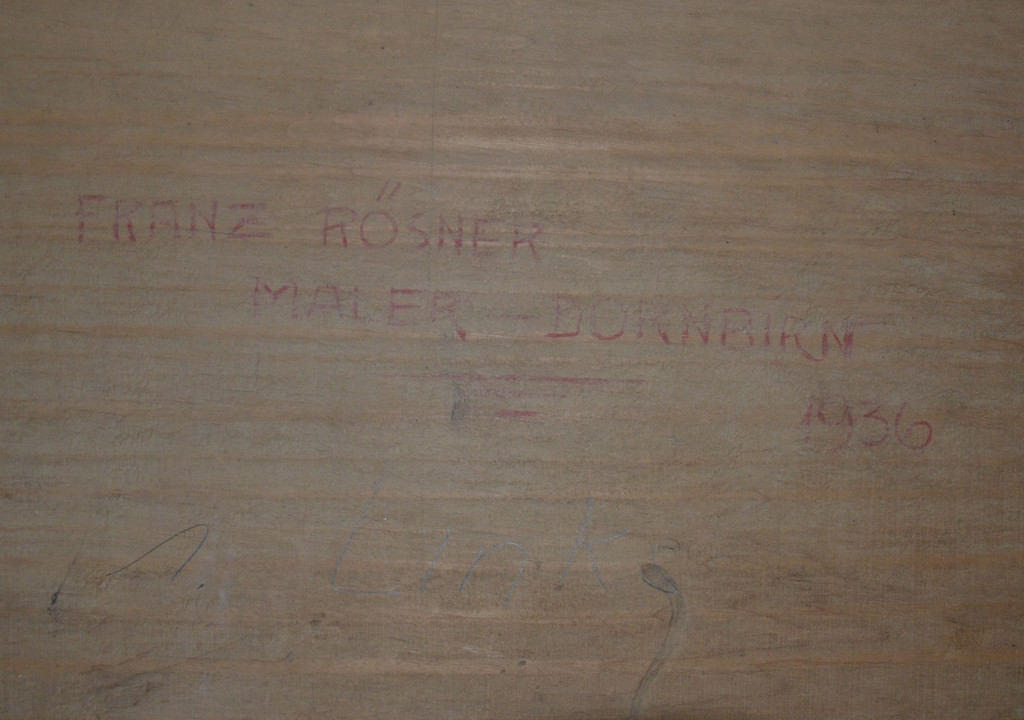 FRANZ RÖSNER
MALER - DORNBIRN
1936
Links